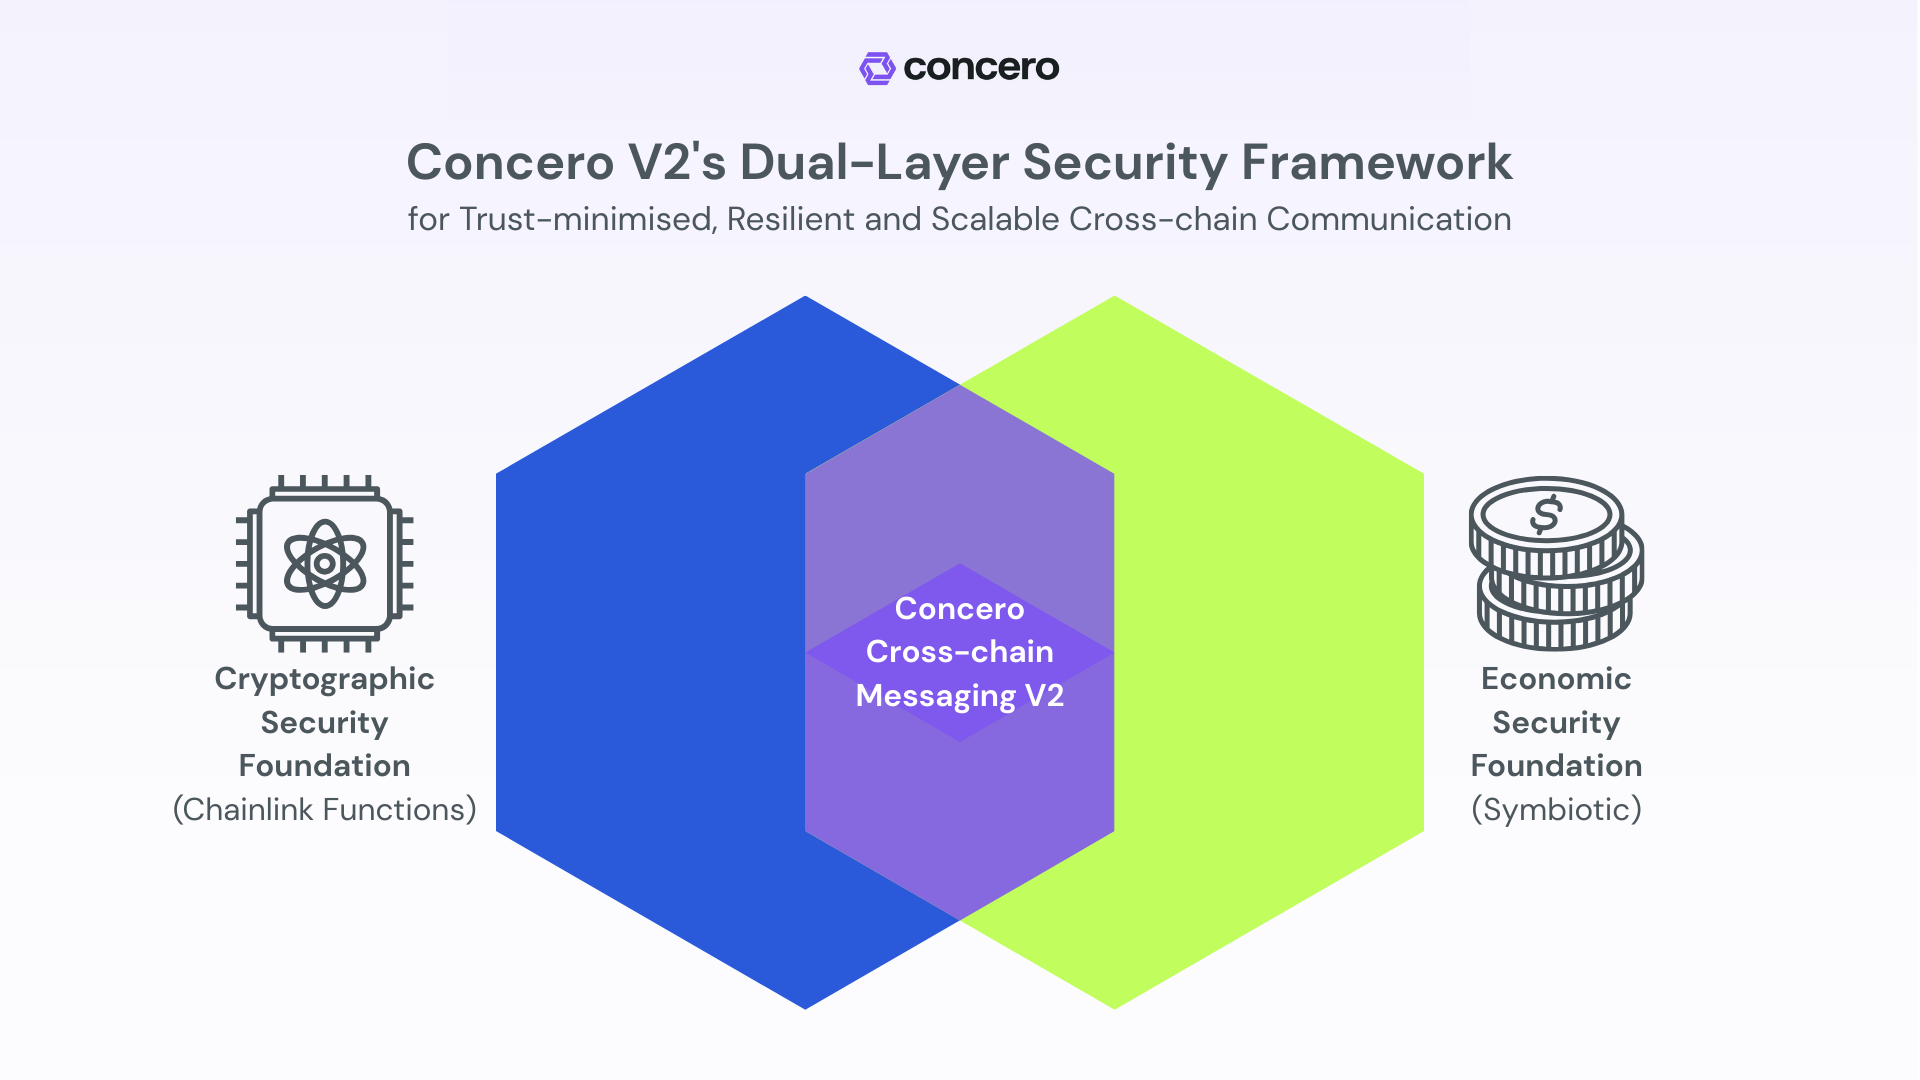 concero
Concero V2's Dual-Layer Security Framework
for Trust-minimised, Resilient and Scalable Cross-chain Communication
Concero
Cross-chain
Messaging V2
Cryptographic
Security
Foundation
(Chainlink Functions)
$
Economic
Security
Foundation
(Symbiotic)